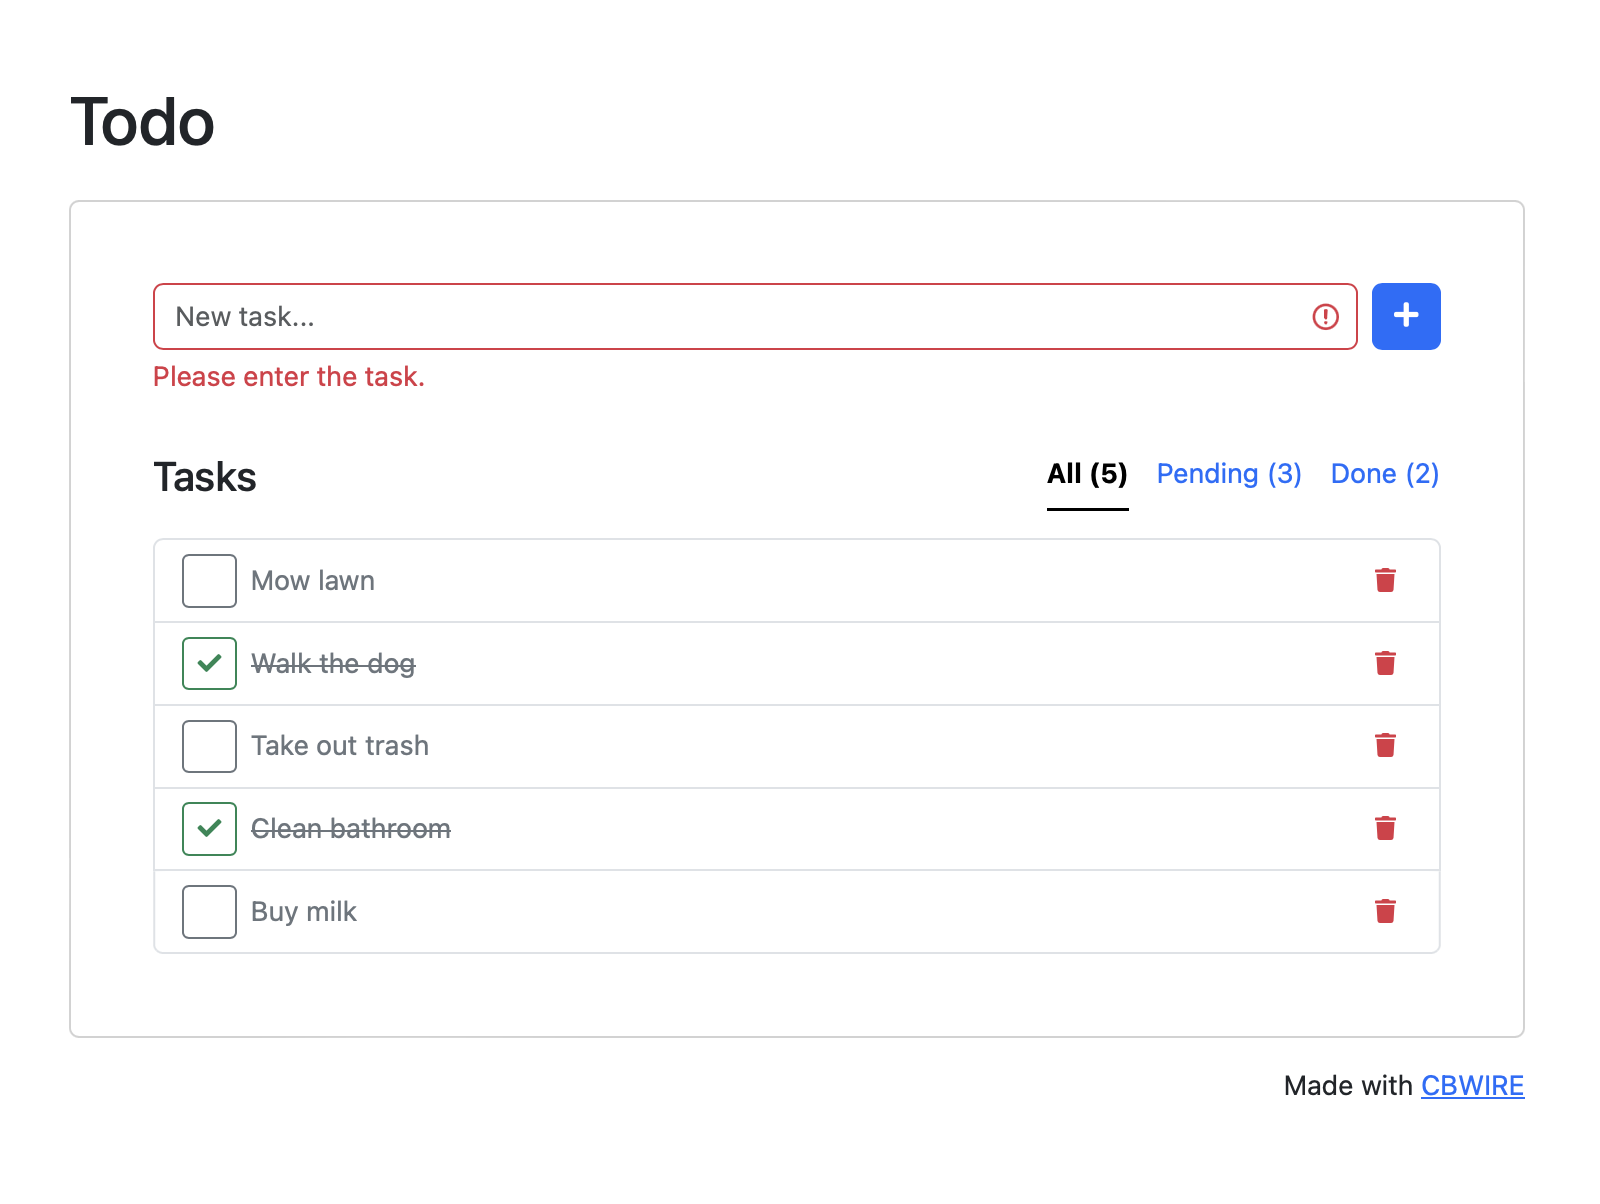 Todo
New task...
Please enter the task.
Tasks
All (5) Pending (3) Done (2)
Mow lawn
Walk the dog
Take out trash
Clean bathroom
Buy milk
Made with CBWIRE